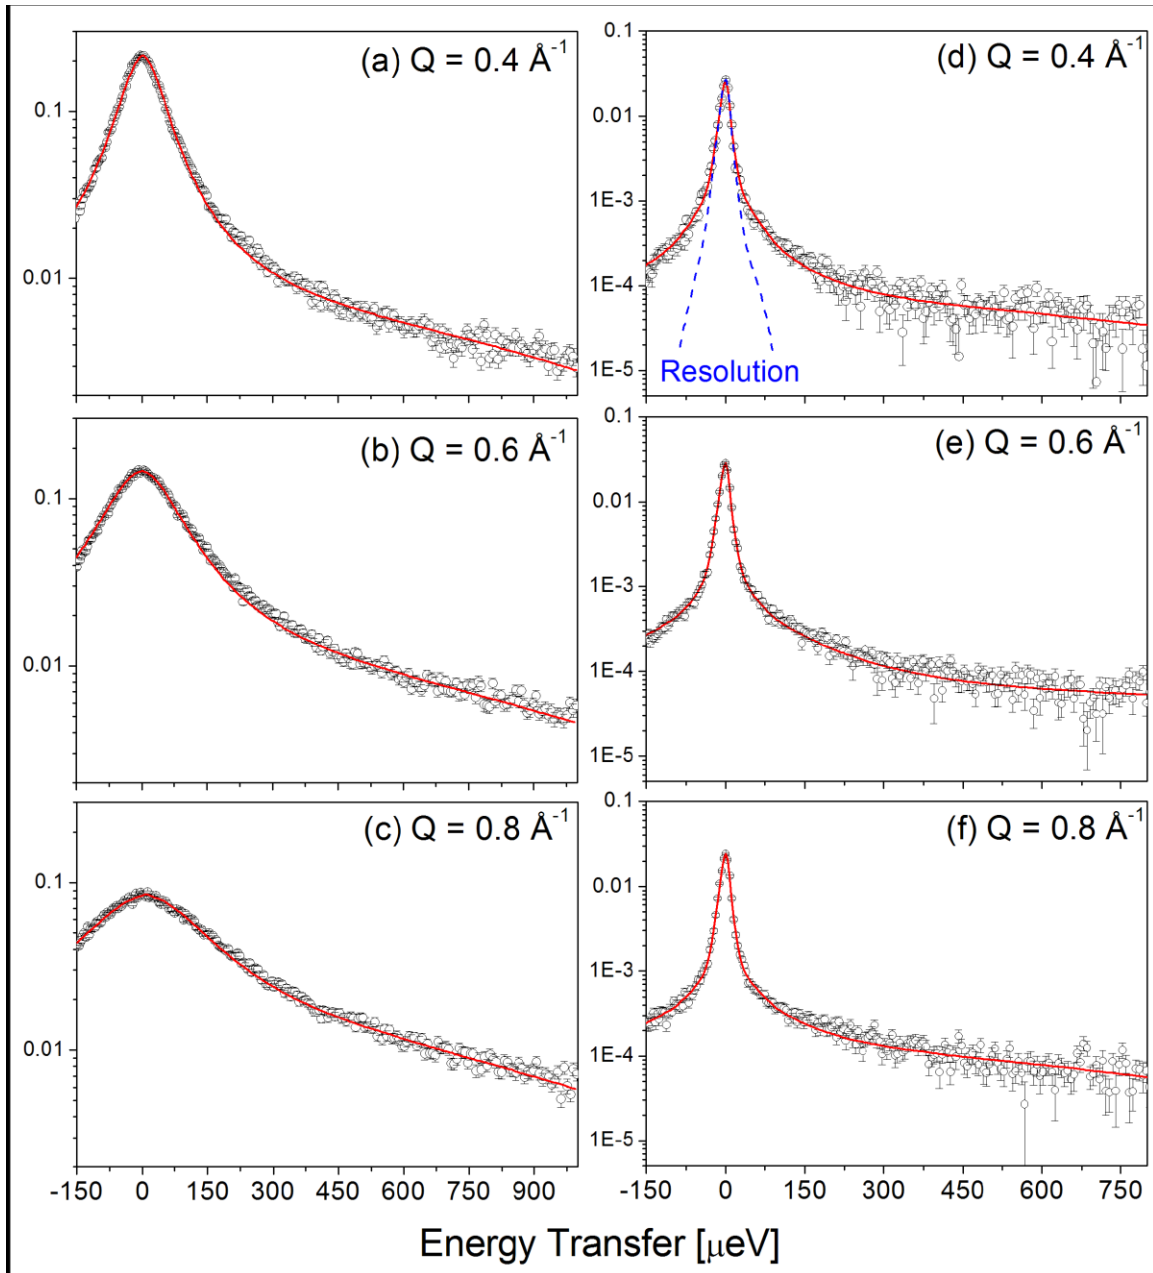 (a) Q = 0.4 Å⁻¹
0.1
0.01
(b) Q = 0.6 Å⁻¹
0.1
0.01
(c) Q = 0.8 Å⁻¹
0.1
0.01
-150 0 150 300 450 600 750 900
(d) Q = 0.4 Å⁻¹
0.1
0.01
1E-3
1E-4
1E-5
Resolution
(e) Q = 0.6 Å⁻¹
0.1
0.01
1E-3
1E-4
1E-5
(f) Q = 0.8 Å⁻¹
0.1
0.01
1E-3
1E-4
1E-5
-150 0 150 300 450 600 750
Energy Transfer [μeV]